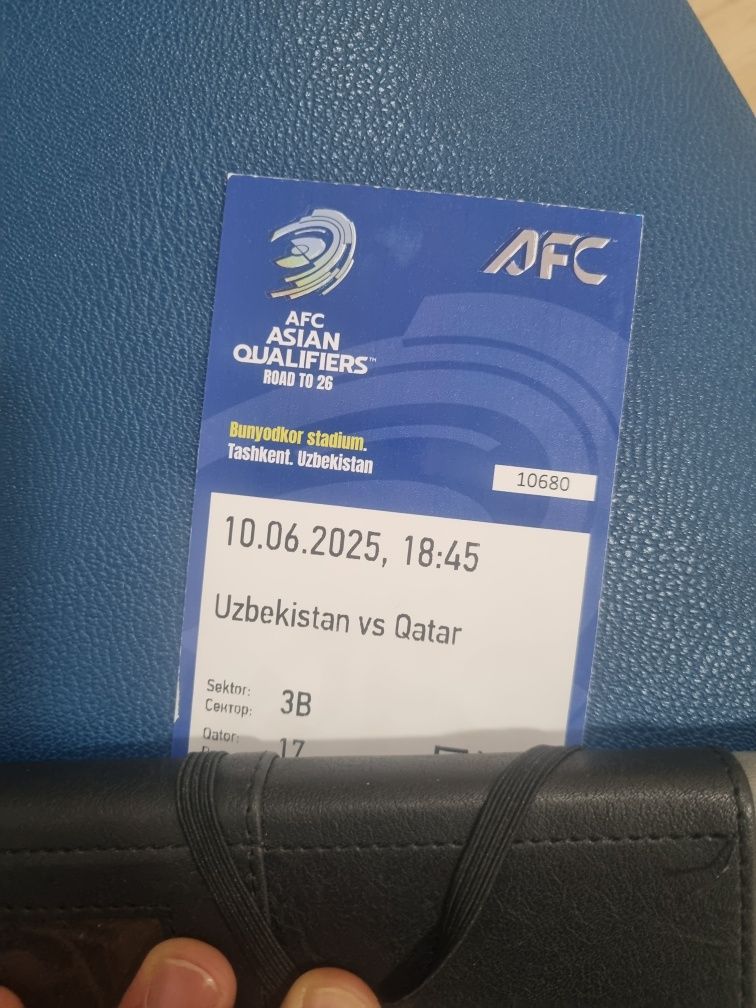 AFC
AFC
ASIAN
QUALIFIERS™
ROAD TO 26
Bunyodkor stadium.
Tashkent. Uzbekistan
10680
10.06.2025, 18:45
Uzbekistan vs Qatar
Sektor:
Сектор: 3B
Qator: 17